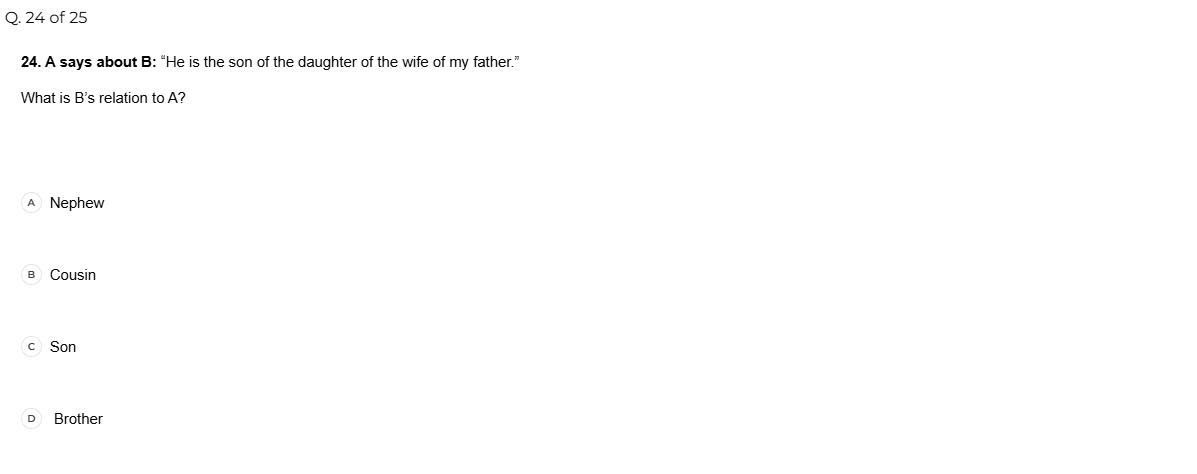 Q. 24 of 25
24. A says about B: “He is the son of the daughter of the wife of my father.”
What is B’s relation to A?
A Nephew
B Cousin
C Son
D Brother